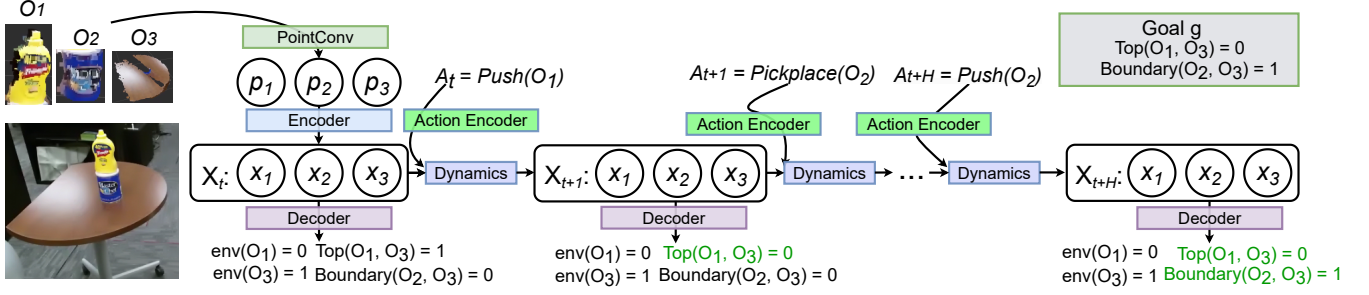 O1 O2 O3
PointConv
p1 p2 p3
Encoder
At = Push(O1)
Action Encoder
At+1 = Pickplace(O2)
Action Encoder
At+H = Push(O2)
Action Encoder
Goal g
Top(O1, O3) = 0
Boundary(O2, O3) = 1
Xt: x1 x2 x3
Dynamics
Xt+1: x1 x2 x3
Dynamics
...
Dynamics
Xt+H: x1 x2 x3
Decoder
Decoder
Decoder
env(O1) = 0 Top(O1, O3) = 1
env(O3) = 1 Boundary(O2, O3) = 0
env(O1) = 0 Top(O1, O3) = 0
env(O3) = 1 Boundary(O2, O3) = 0
env(O1) = 0 Top(O1, O3) = 0
env(O3) = 1 Boundary(O2, O3) = 1